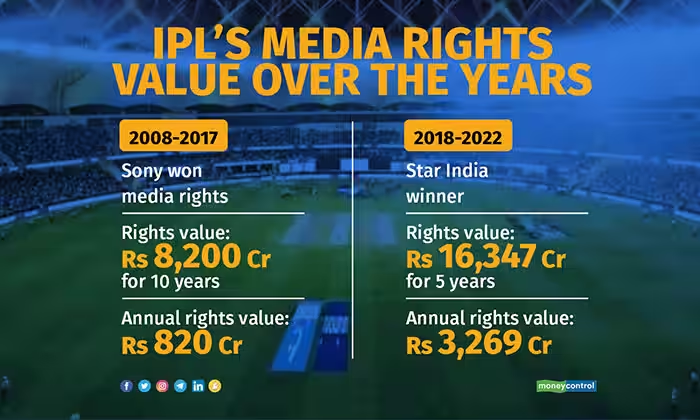 IPL'S MEDIA RIGHTS
VALUE OVER THE YEARS
2008-2017
Sony won
media rights
Rights value:
Rs 8,200 Cr
for 10 years
Annual rights value:
Rs 820 Cr
2018-2022
Star India
winner
Rights value:
Rs 16,347 Cr
for 5 years
Annual rights value:
Rs 3,269 Cr
moneycontrol